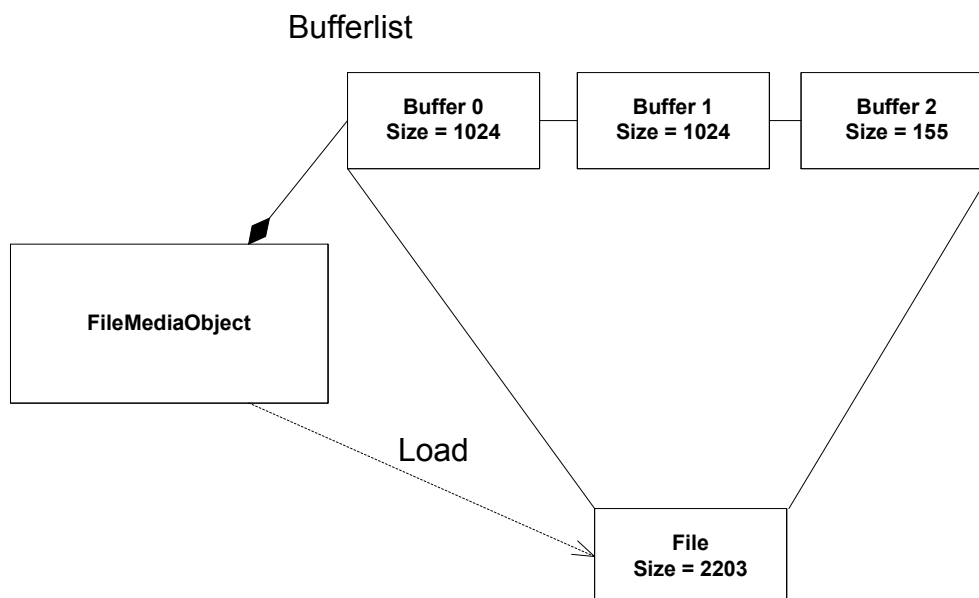 Bufferlist
Buffer 0
Size = 1024
Buffer 1
Size = 1024
Buffer 2
Size = 155
FileMediaObject
Load
File
Size = 2203